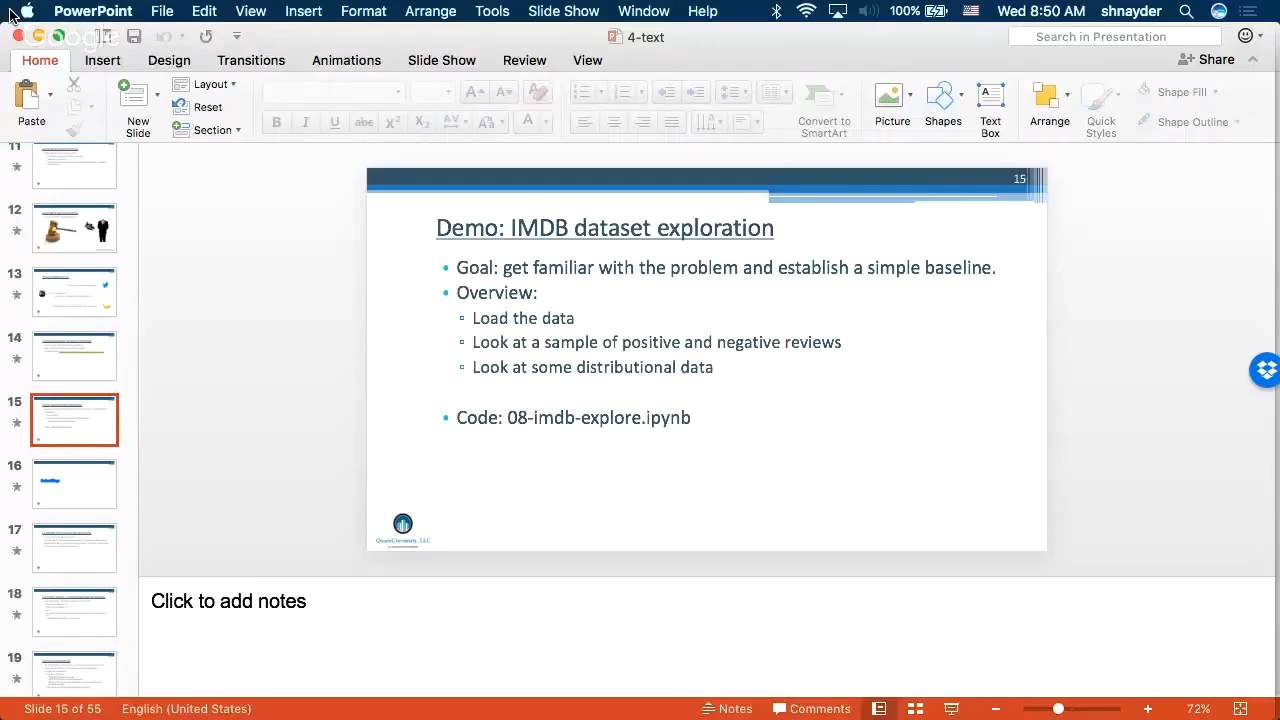 PowerPoint File Edit View Insert Format Arrange Tools Slide Show Window Help 100% Wed 8:50 AM shnayder
Google
4-text
Search in Presentation
Home Insert Design Transitions Animations Slide Show Review View
Share
Paste
New Slide
Layout
Reset
Section
B I U abc X² X₂ AV Aa A
Convert to SmartArt
Picture
Shapes
Text Box
Arrange
Quick Styles
Shape Fill
Shape Outline
11
12
13
14
15
16
17
18
19
15
Demo: IMDB dataset exploration
• Goal: get familiar with the problem and establish a simple baseline.
• Overview:
Load the data
Look at a sample of positive and negative reviews
Look at some distributional data
• Code: 08-imdb-explore.ipynb
QuantUniversity, LLC
Click to add notes
Slide 15 of 55 English (United States) Notes Comments 72%